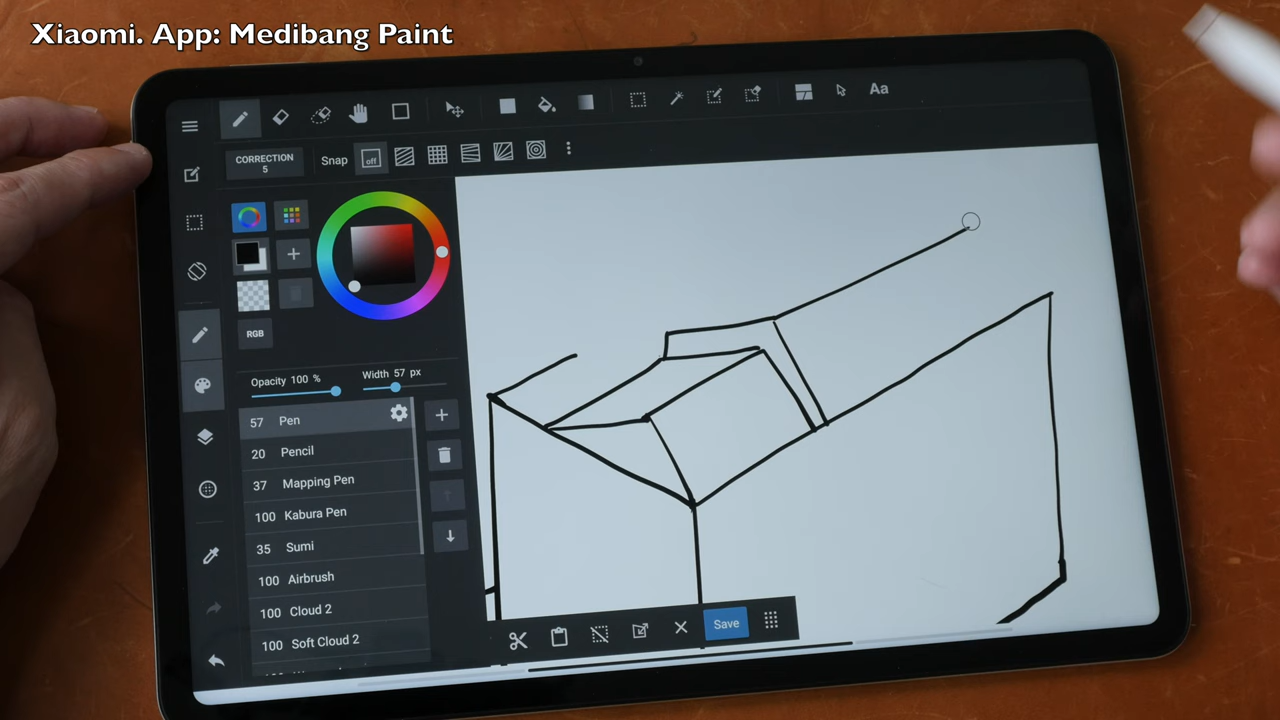 Xiaomi. App: Medibang Paint
Aa
CORRECTION
5
Snap
off
RGB
Opacity 100 %
Width 57 px
57 Pen
20 Pencil
37 Mapping Pen
100 Kabura Pen
35 Sumi
100 Airbrush
100 Cloud 2
100 Soft Cloud 2
Save